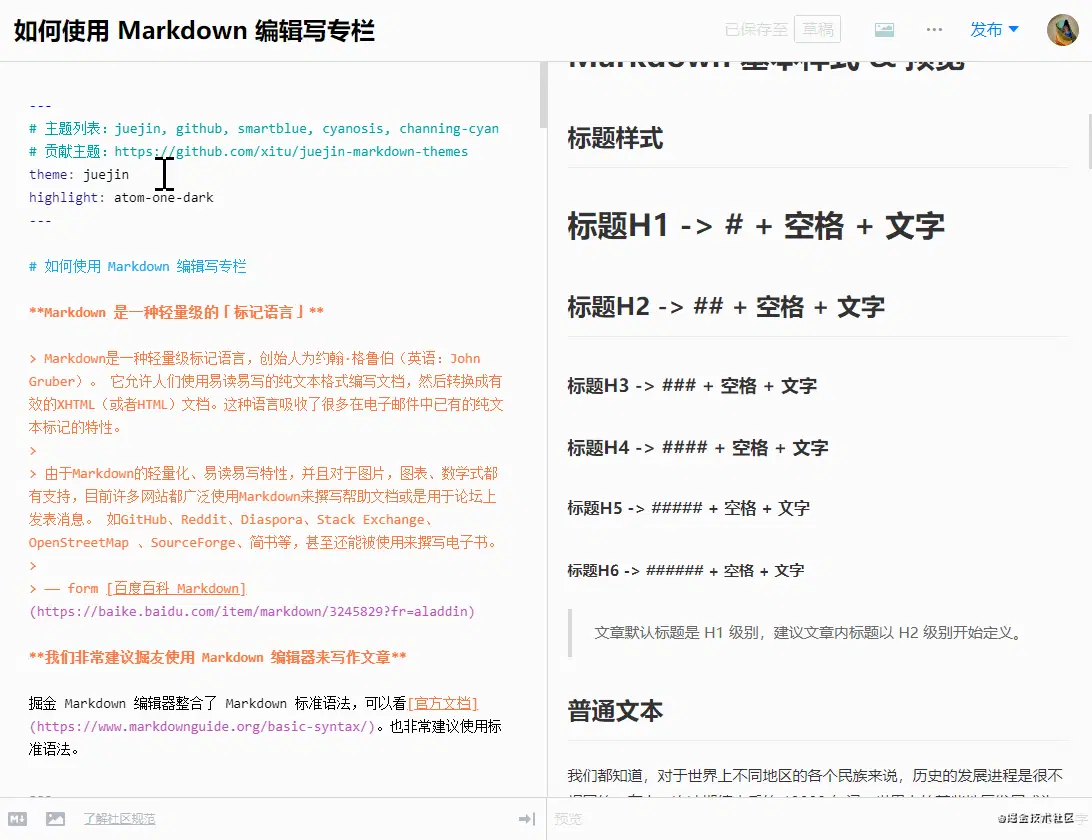 如何使用 Markdown 编辑写专栏
已保存至 草稿
发布
---
# 主题列表：juejin, github, smartblue, cyanosis, channing-cyan
# 贡献主题：https://github.com/xitu/juejin-markdown-themes
theme: juejin
highlight: atom-one-dark
---
# 如何使用 Markdown 编辑写专栏
**Markdown 是一种轻量级的「标记语言」**
> Markdown是一种轻量级标记语言，创始人为约翰·格鲁伯（英语：John
Gruber）。 它允许人们使用易读易写的纯文本格式编写文档，然后转换成有
效的XHTML（或者HTML）文档。这种语言吸收了很多在电子邮件中已有的纯文
本标记的特性。
>
> 由于Markdown的轻量化、易读易写特性，并且对于图片，图表、数学式都
有支持，目前许多网站都广泛使用Markdown来撰写帮助文档或是用于论坛上
发表消息。 如GitHub、Reddit、Diaspora、Stack Exchange、
OpenStreetMap 、SourceForge、简书等，甚至还能被使用来撰写电子书。
>
> —— form [百度百科 Markdown]
(https://baike.baidu.com/item/markdown/3245829?fr=aladdin)
**我们非常建议掘友使用 Markdown 编辑器来写作文章**
掘金 Markdown 编辑器整合了 Markdown 标准语法，可以看[官方文档]
(https://www.markdownguide.org/basic-syntax/)。也非常建议使用标
准语法。
---
了解社区规范
Markdown 基本样式 & 预览
标题样式
标题H1 -> # + 空格 + 文字
标题H2 -> ## + 空格 + 文字
标题H3 -> ### + 空格 + 文字
标题H4 -> #### + 空格 + 文字
标题H5 -> ##### + 空格 + 文字
标题H6 -> ###### + 空格 + 文字
文章默认标题是 H1 级别，建议文章内标题以 H2 级别开始定义。
普通文本
我们都知道，对于世界上不同地区的各个民族来说，历史的发展进程是很不
预览
@掘金技术社区